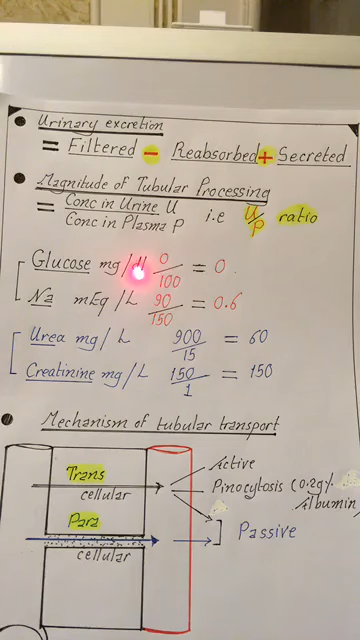 Urinary excretion
= Filtered - Reabsorbed + Secreted
Magnitude of Tubular Processing
= Conc in Urine U / Conc in Plasma P i.e U/P ratio
Glucose mg/dl 0/100 = 0.
Na mEq/L 90/150 = 0.6
Urea mg/L 900/15 = 60
Creatinine mg/L 150/1 = 150
Mechanism of tubular transport
Trans
cellular
Active
Pinocytosis (0.2g%
Albumin)
Para
cellular
Passive